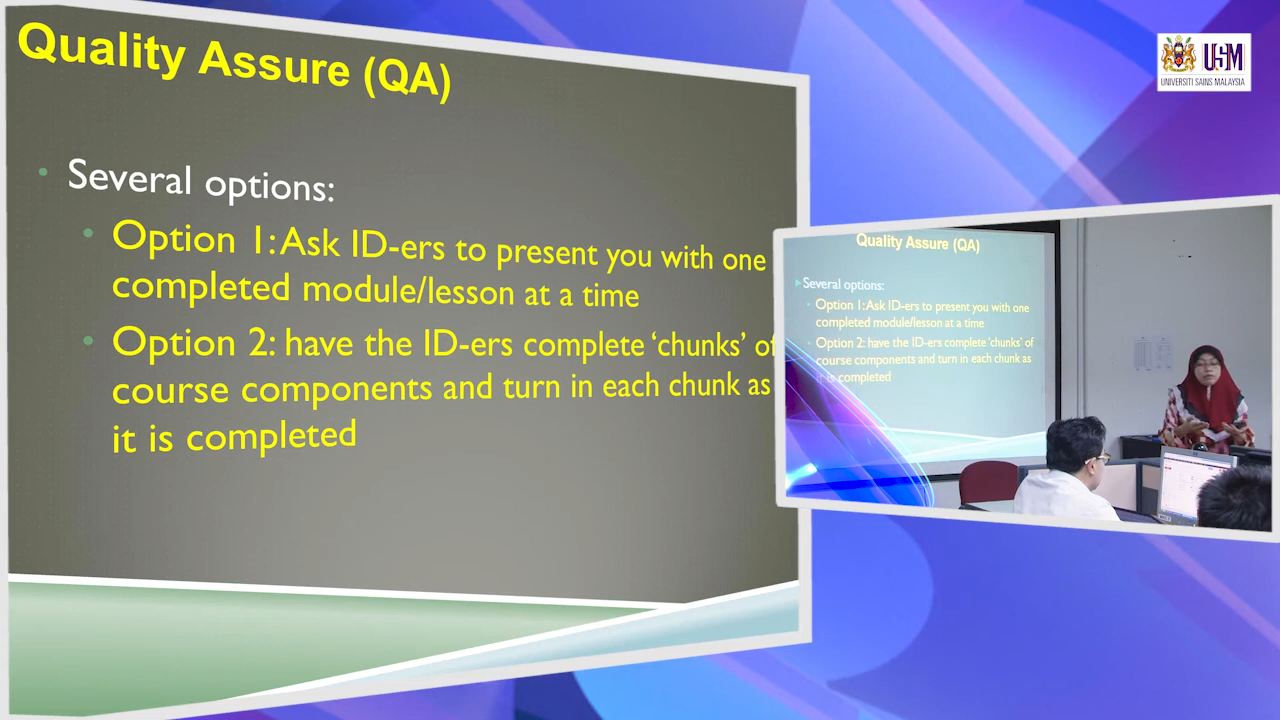 Quality Assure (QA)
Several options:
Option 1: Ask ID-ers to present you with one
completed module/lesson at a time
Option 2: have the ID-ers complete ‘chunks’ of
course components and turn in each chunk as
it is completed
USM
UNIVERSITI SAINS MALAYSIA
Quality Assure (QA)
Several options:
Option 1: Ask ID-ers to present you with one
completed module/lesson at a time
Option 2: have the ID-ers complete ‘chunks’ of
course components and turn in each chunk as
it is completed